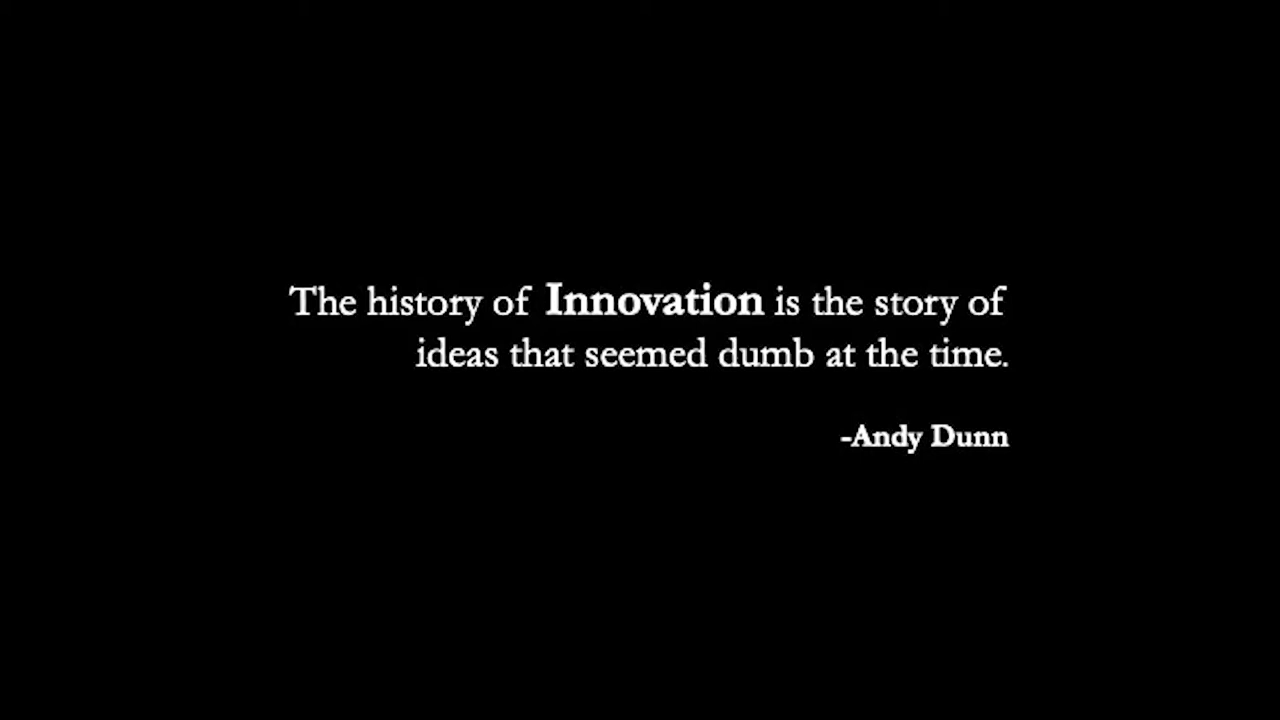 The history of Innovation is the story of
ideas that seemed dumb at the time.
-Andy Dunn